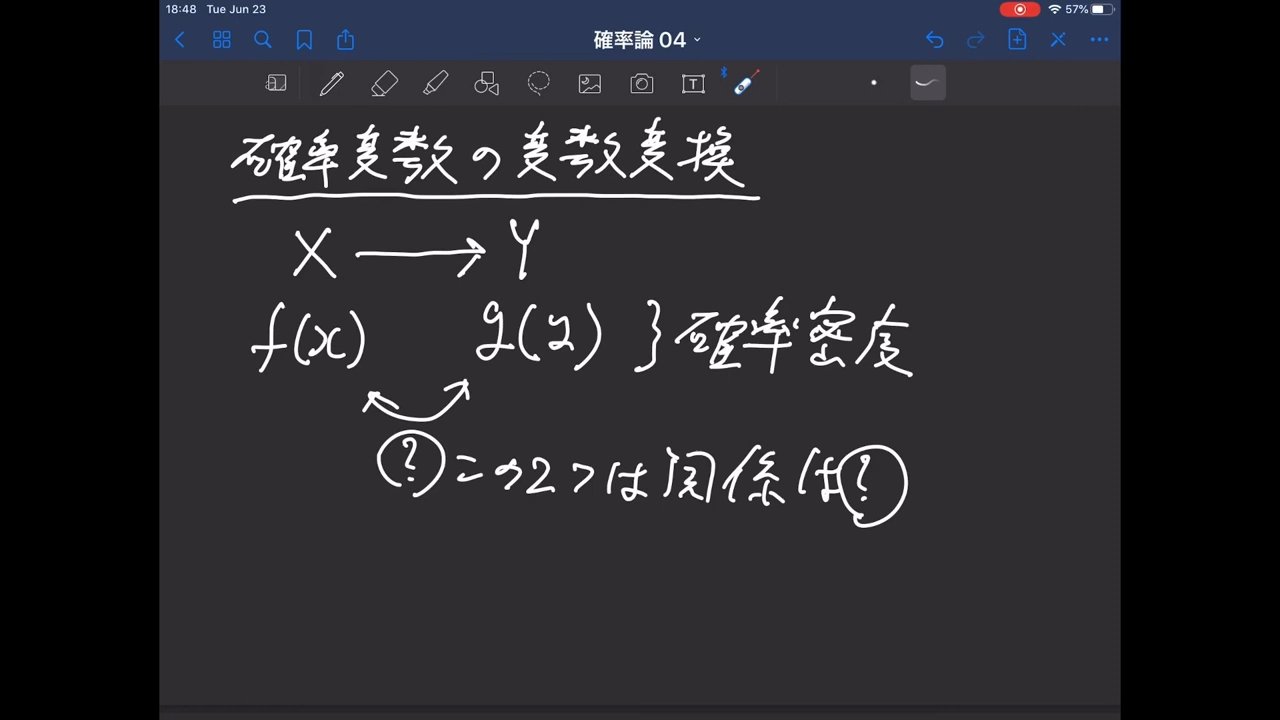 18:48 Tue Jun 23
57%
確率論 04
T
確率変数の変数変換
X → Y
f(x) g(y) } 確率密度
? この2つは関係は?